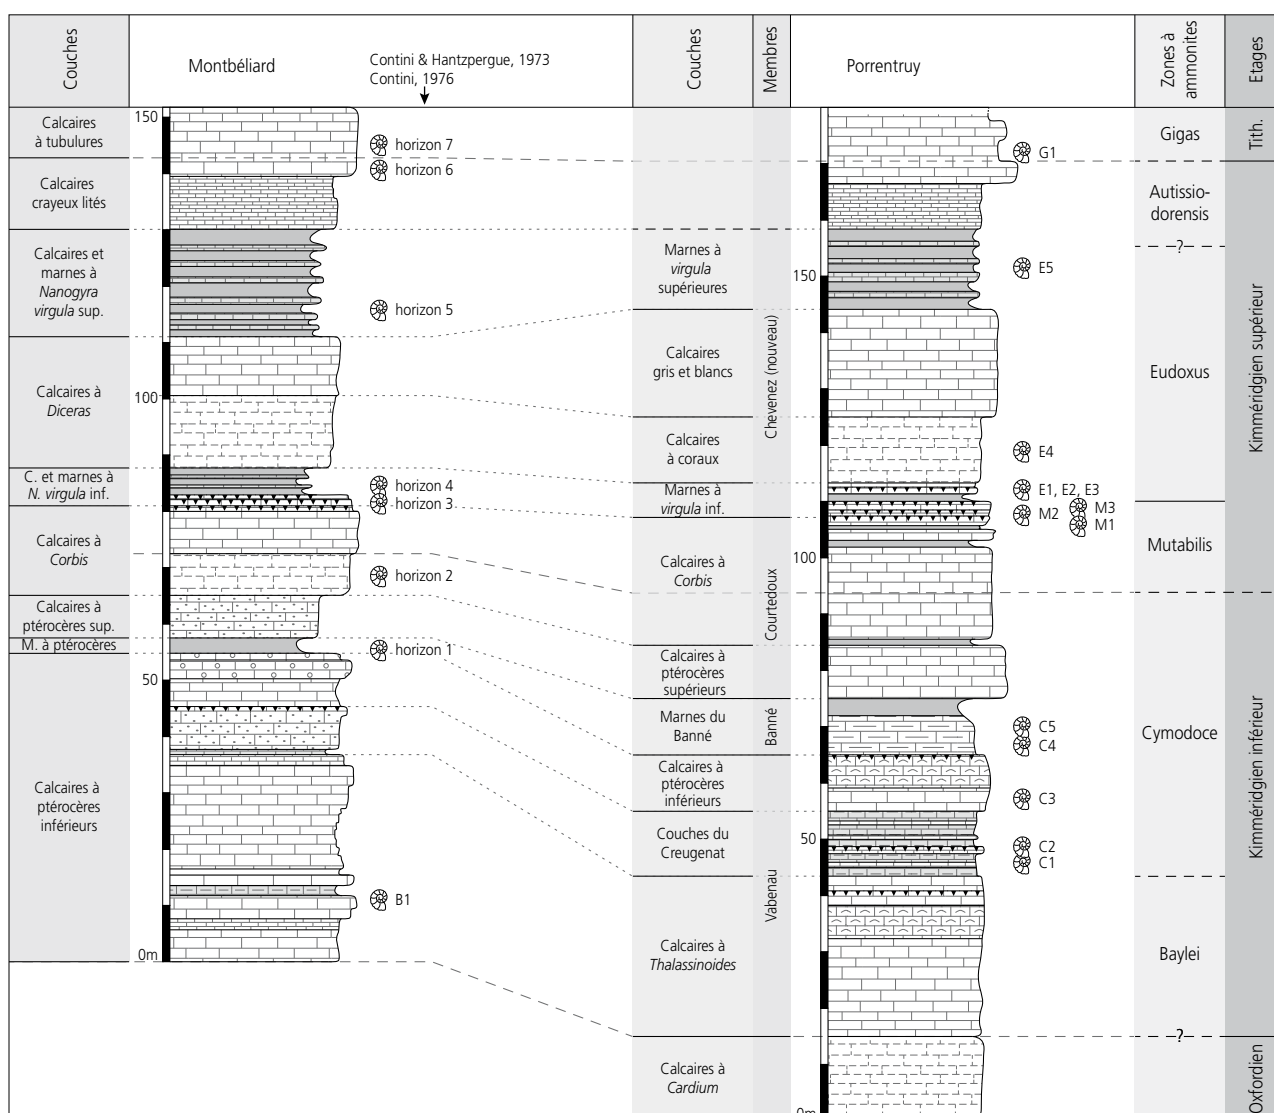 Couches
Montbéliard
Contini & Hantzpergue, 1973
Contini, 1976
Couches
Membres
Porrentruy
Zones à
ammonites
Etages
Calcaires
à tubulures
Calcaires
crayeux lités
Calcaires et
marnes à
Nanogyra
virgula sup.
Calcaires à
Diceras
C. et marnes à
N. virgula inf.
Calcaires à
Corbis
Calcaires à
ptérocères sup.
M. à ptérocères
Calcaires à
ptérocères
inférieurs
150
100
50
0m
horizon 7
horizon 6
horizon 5
horizon 4
horizon 3
horizon 2
horizon 1
B1
Marnes à
virgula
supérieures
Calcaires
gris et blancs
Calcaires
à coraux
Marnes à
virgula inf.
Calcaires à
Corbis
Calcaires à
ptérocères
supérieurs
Marnes du
Banné
Calcaires à
ptérocères
inférieurs
Couches du
Creugenat
Calcaires à
Thalassinoides
Calcaires à
Cardium
Chevenez (nouveau)
Courtedoux
Banné
Vabenau
150
100
50
0m
G1
E5
E4
E1, E2, E3
M3
M2
M1
C5
C4
C3
C2
C1
Gigas
Autissio-
dorensis
?
Eudoxus
Mutabilis
Cymodoce
Baylei
?
Tith.
Kimméridgien supérieur
Kimméridgien inférieur
Oxfordien